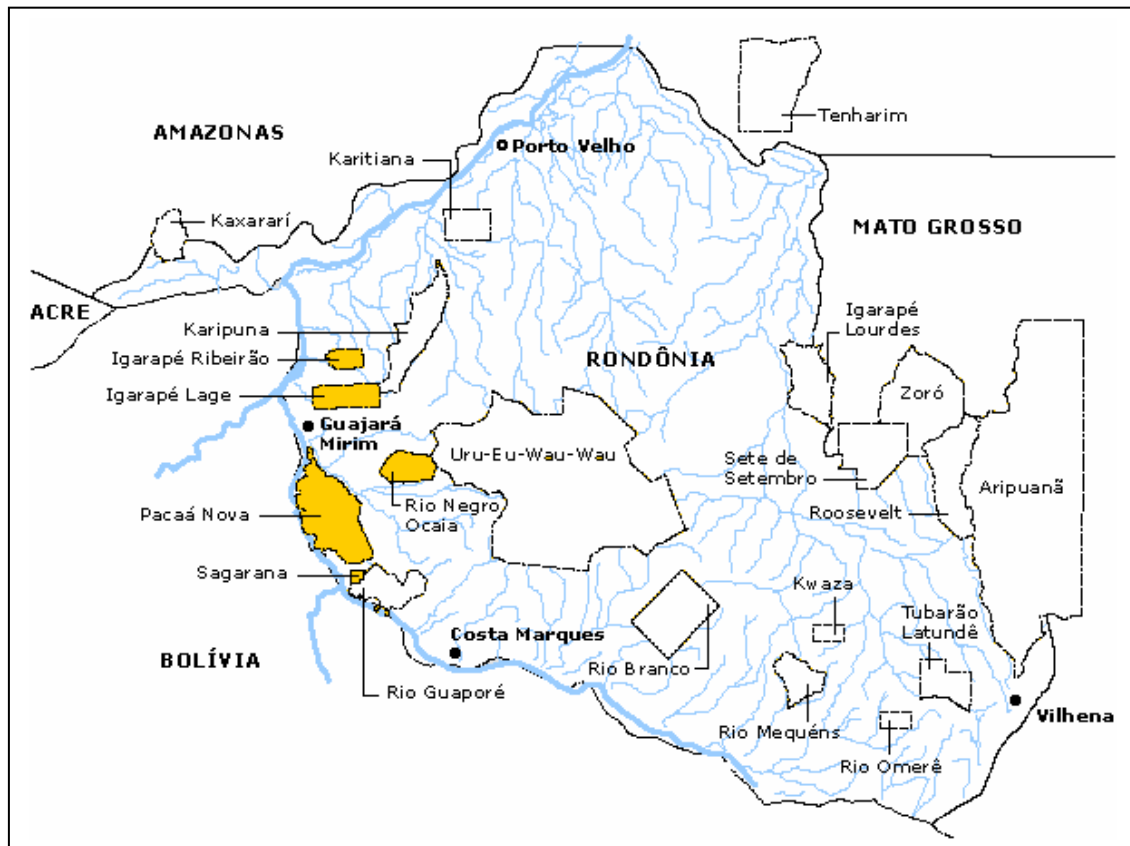 AMAZONAS
Tenharim
Karitiana
Porto Velho
Kaxararí
MATO GROSSO
ACRE
Igarapé
Lourdes
Karipuna
Igarapé Ribeirão
RONDÔNIA
Igarapé Lage
Zoró
Guajará
Mirim
Uru-Eu-Wau-Wau
Sete de
Setembro
Aripuanã
Rio Negro
Ocaia
Roosevelt
Pacaá Nova
Sagarana
Kwaza
Tubarão
Latundê
Costa Marques
BOLÍVIA
Rio Branco
Rio Guaporé
Vilhena
Rio Mequéns
Rio Omerê